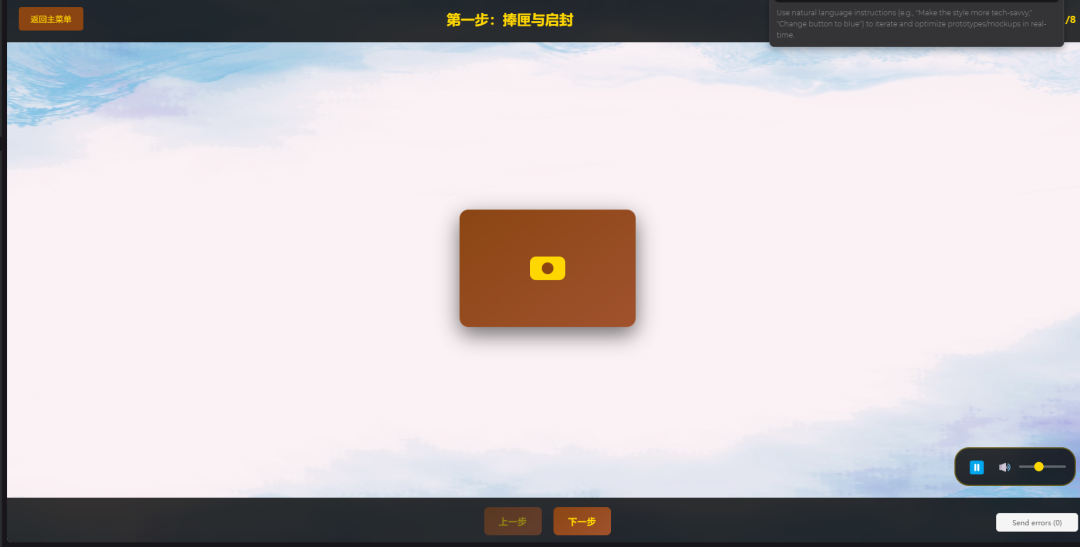 返回主菜单
第一步：捧匣与启封
Use natural language instructions (e.g., "Make the style more tech-savvy,"
"Change button to blue") to iterate and optimize prototypes/mockups in real-
time.
/8
上一步
下一步
Send errors (0)